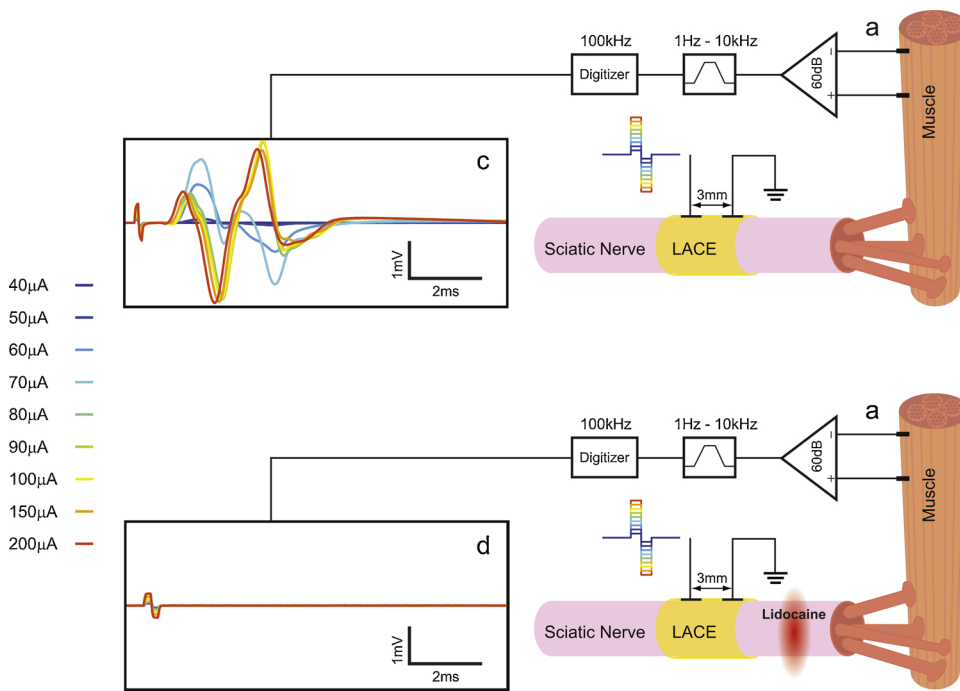 a
100kHz
1Hz - 10kHz
Digitizer
60dB
−
+
Muscle
c
3mm
Sciatic Nerve
LACE
1mV
2ms
40µA
50µA
60µA
70µA
80µA
90µA
100µA
150µA
200µA
a
100kHz
1Hz - 10kHz
Digitizer
60dB
−
+
Muscle
d
3mm
Lidocaine
Sciatic Nerve
LACE
1mV
2ms